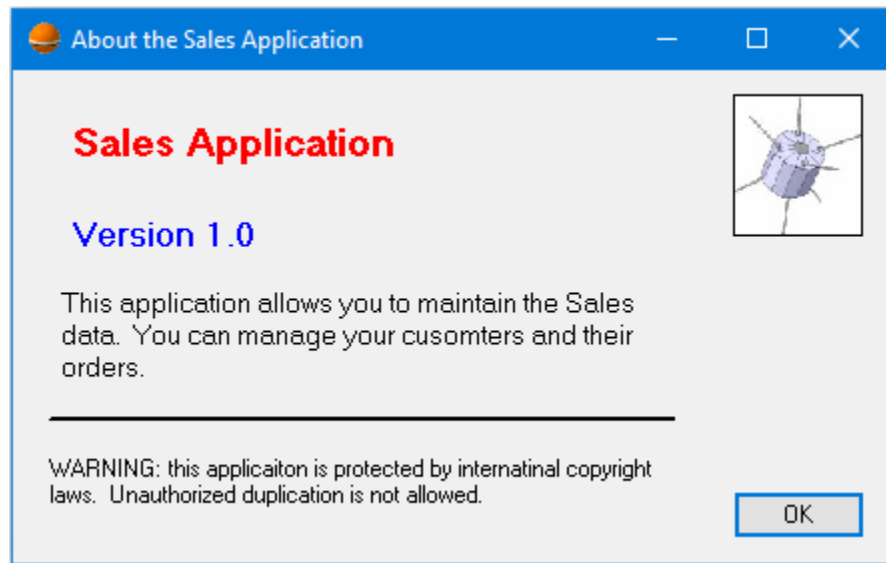 About the Sales Application
Sales Application
Version 1.0
This application allows you to maintain the Sales
data.  You can manage your cusomters and their
orders.
WARNING: this applicaiton is protected by internatinal copyright
laws.  Unauthorized duplication is not allowed.
OK